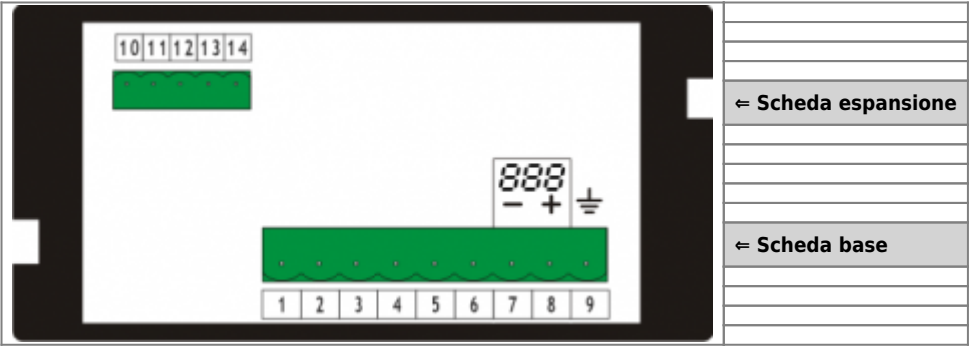 10 11 12 13 14
⇐ Scheda espansione
888
− +
⇐ Scheda base
1 2 3 4 5 6 7 8 9